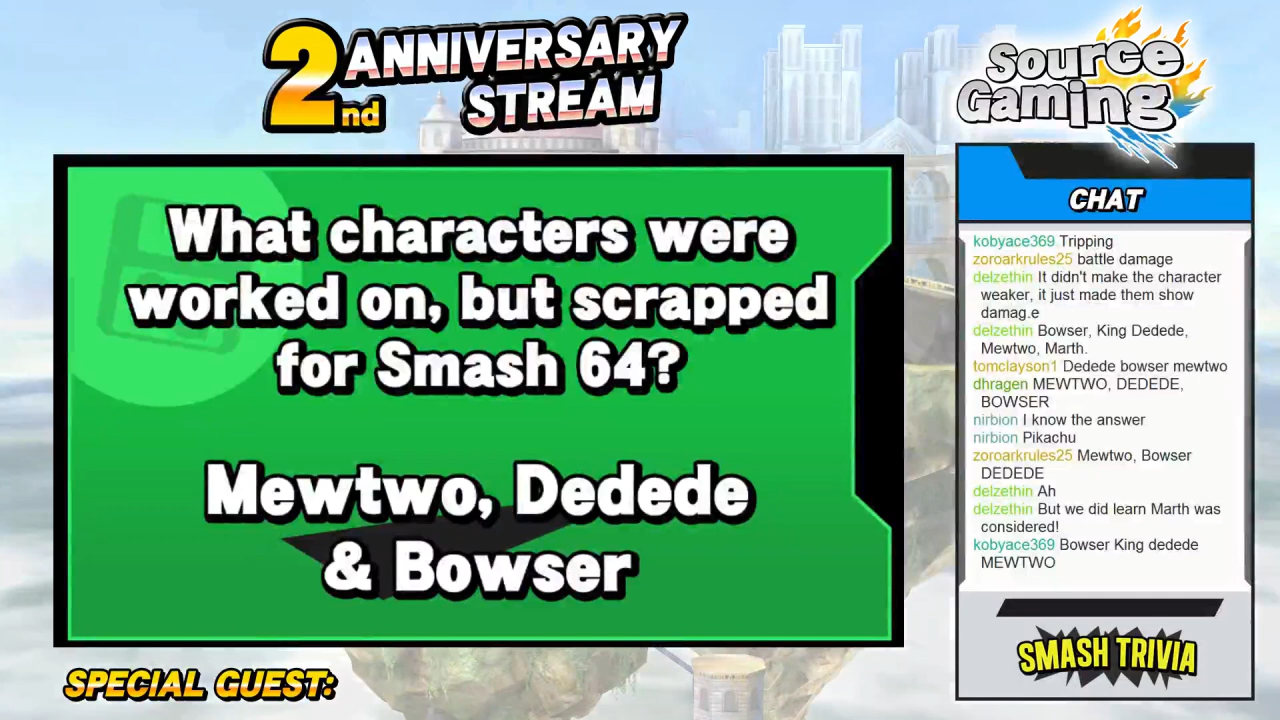 2nd ANNIVERSARY
STREAM
Source
Gaming
What characters were
worked on, but scrapped
for Smash 64?
Mewtwo, Dedede
& Bowser
SPECIAL GUEST:
CHAT
kobyace369 Tripping
zoroarkrules25 battle damage
delzethin It didn't make the character
weaker, it just made them show
damag.e
delzethin Bowser, King Dedede,
Mewtwo, Marth.
tomclayson1 Dedede bowser mewtwo
dhragen MEWTWO, DEDEDE,
BOWSER
nirbion I know the answer
nirbion Pikachu
zoroarkrules25 Mewtwo, Bowser
DEDEDE
delzethin Ah
delzethin But we did learn Marth was
considered!
kobyace369 Bowser King dedede
MEWTWO
SMASH TRIVIA